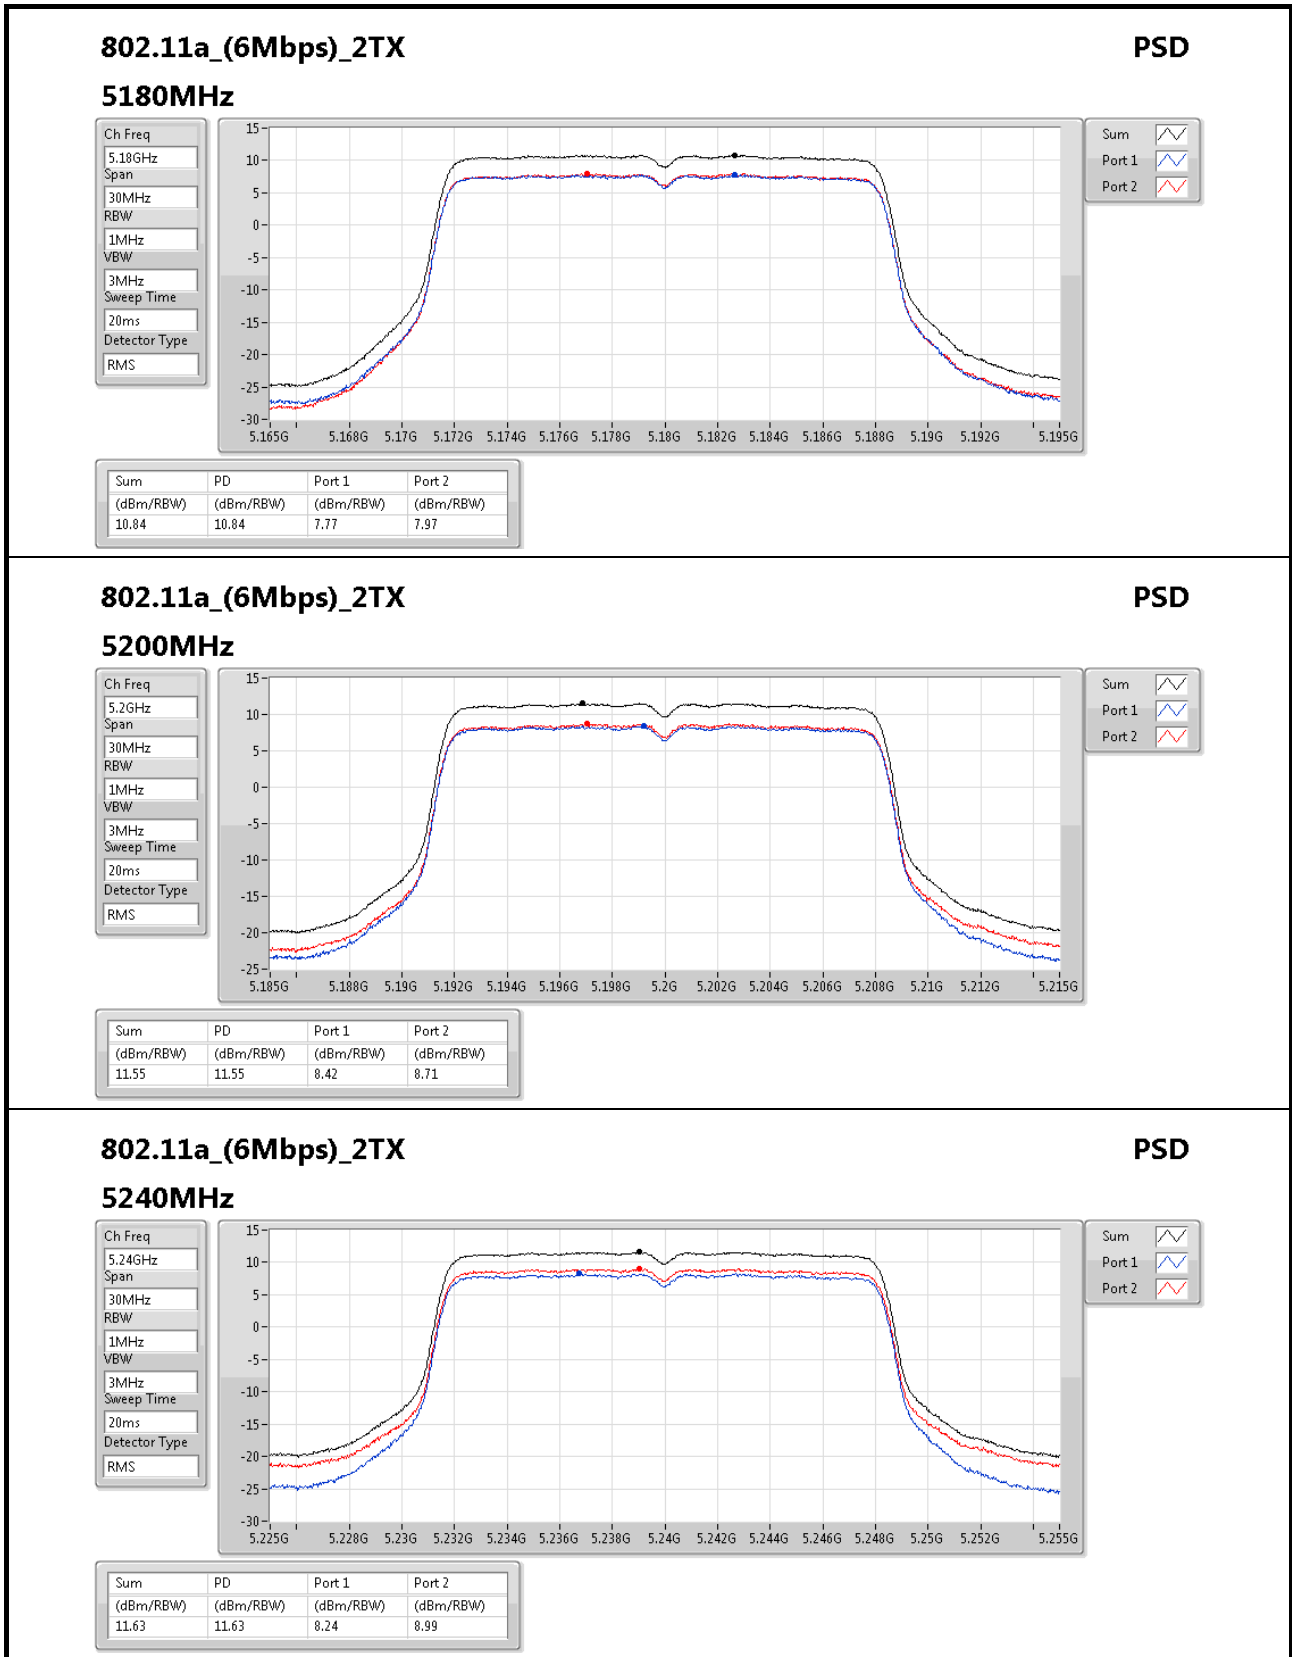 802.11a_(6Mbps)_2TX PSD
5180MHz
Ch Freq
5.18GHz
Span
30MHz
RBW
1MHz
VBW
3MHz
Sweep Time
20ms
Detector Type
RMS
15
10
5
0
-5
-10
-15
-20
-25
-30
5.165G 5.168G 5.17G 5.172G 5.174G 5.176G 5.178G 5.18G 5.182G 5.184G 5.186G 5.188G 5.19G 5.192G 5.195G
Sum
Port 1
Port 2
Sum PD Port 1 Port 2
(dBm/RBW) (dBm/RBW) (dBm/RBW) (dBm/RBW)
10.84 10.84 7.77 7.97
802.11a_(6Mbps)_2TX PSD
5200MHz
Ch Freq
5.2GHz
Span
30MHz
RBW
1MHz
VBW
3MHz
Sweep Time
20ms
Detector Type
RMS
15
10
5
0
-5
-10
-15
-20
-25
5.185G 5.188G 5.19G 5.192G 5.194G 5.196G 5.198G 5.2G 5.202G 5.204G 5.206G 5.208G 5.21G 5.212G 5.215G
Sum
Port 1
Port 2
Sum PD Port 1 Port 2
(dBm/RBW) (dBm/RBW) (dBm/RBW) (dBm/RBW)
11.55 11.55 8.42 8.71
802.11a_(6Mbps)_2TX PSD
5240MHz
Ch Freq
5.24GHz
Span
30MHz
RBW
1MHz
VBW
3MHz
Sweep Time
20ms
Detector Type
RMS
15
10
5
0
-5
-10
-15
-20
-25
-30
5.225G 5.228G 5.23G 5.232G 5.234G 5.236G 5.238G 5.24G 5.242G 5.244G 5.246G 5.248G 5.25G 5.252G 5.255G
Sum
Port 1
Port 2
Sum PD Port 1 Port 2
(dBm/RBW) (dBm/RBW) (dBm/RBW) (dBm/RBW)
11.63 11.63 8.24 8.99